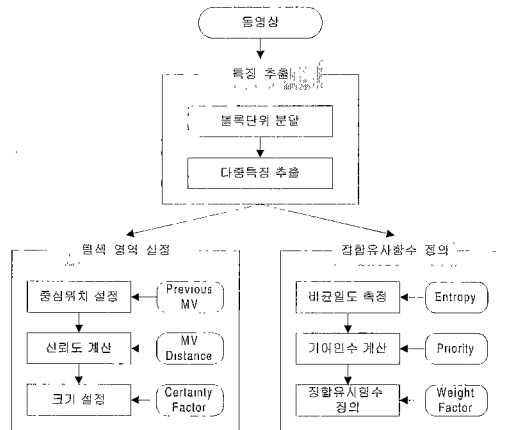 동영상
특징 추출
블록단위 분할
다중특징 추출
탐색 영역 설정
중심위치 설정
Previous
MV
신뢰도 계산
MV
Distance
크기 설정
Certainty
Factor
정합유사함수 정의
비균일도 측정
Entropy
기여인수 계산
Priority
정합유사함수
정의
Weight
Factor